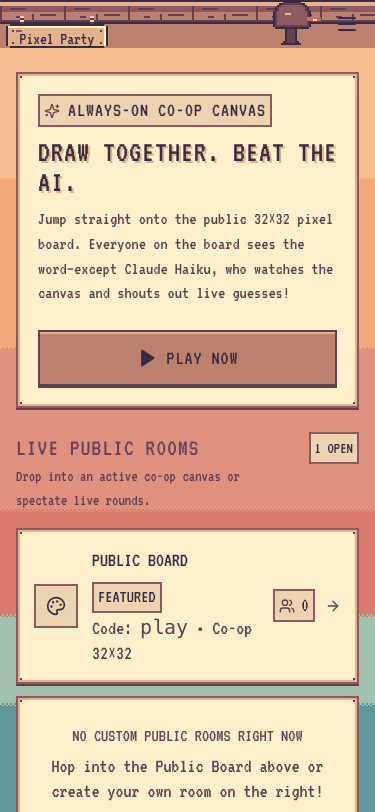 Pixel Party
ALWAYS-ON CO-OP CANVAS
DRAW TOGETHER. BEAT THE
AI.
Jump straight onto the public 32×32 pixel
board. Everyone on the board sees the
word—except Claude Haiku, who watches the
canvas and shouts out live guesses!
PLAY NOW
LIVE PUBLIC ROOMS
1 OPEN
Drop into an active co-op canvas or
spectate live rounds.
PUBLIC BOARD
FEATURED
0
Code: play · Co-op
32×32
NO CUSTOM PUBLIC ROOMS RIGHT NOW
Hop into the Public Board above or
create your own room on the right!